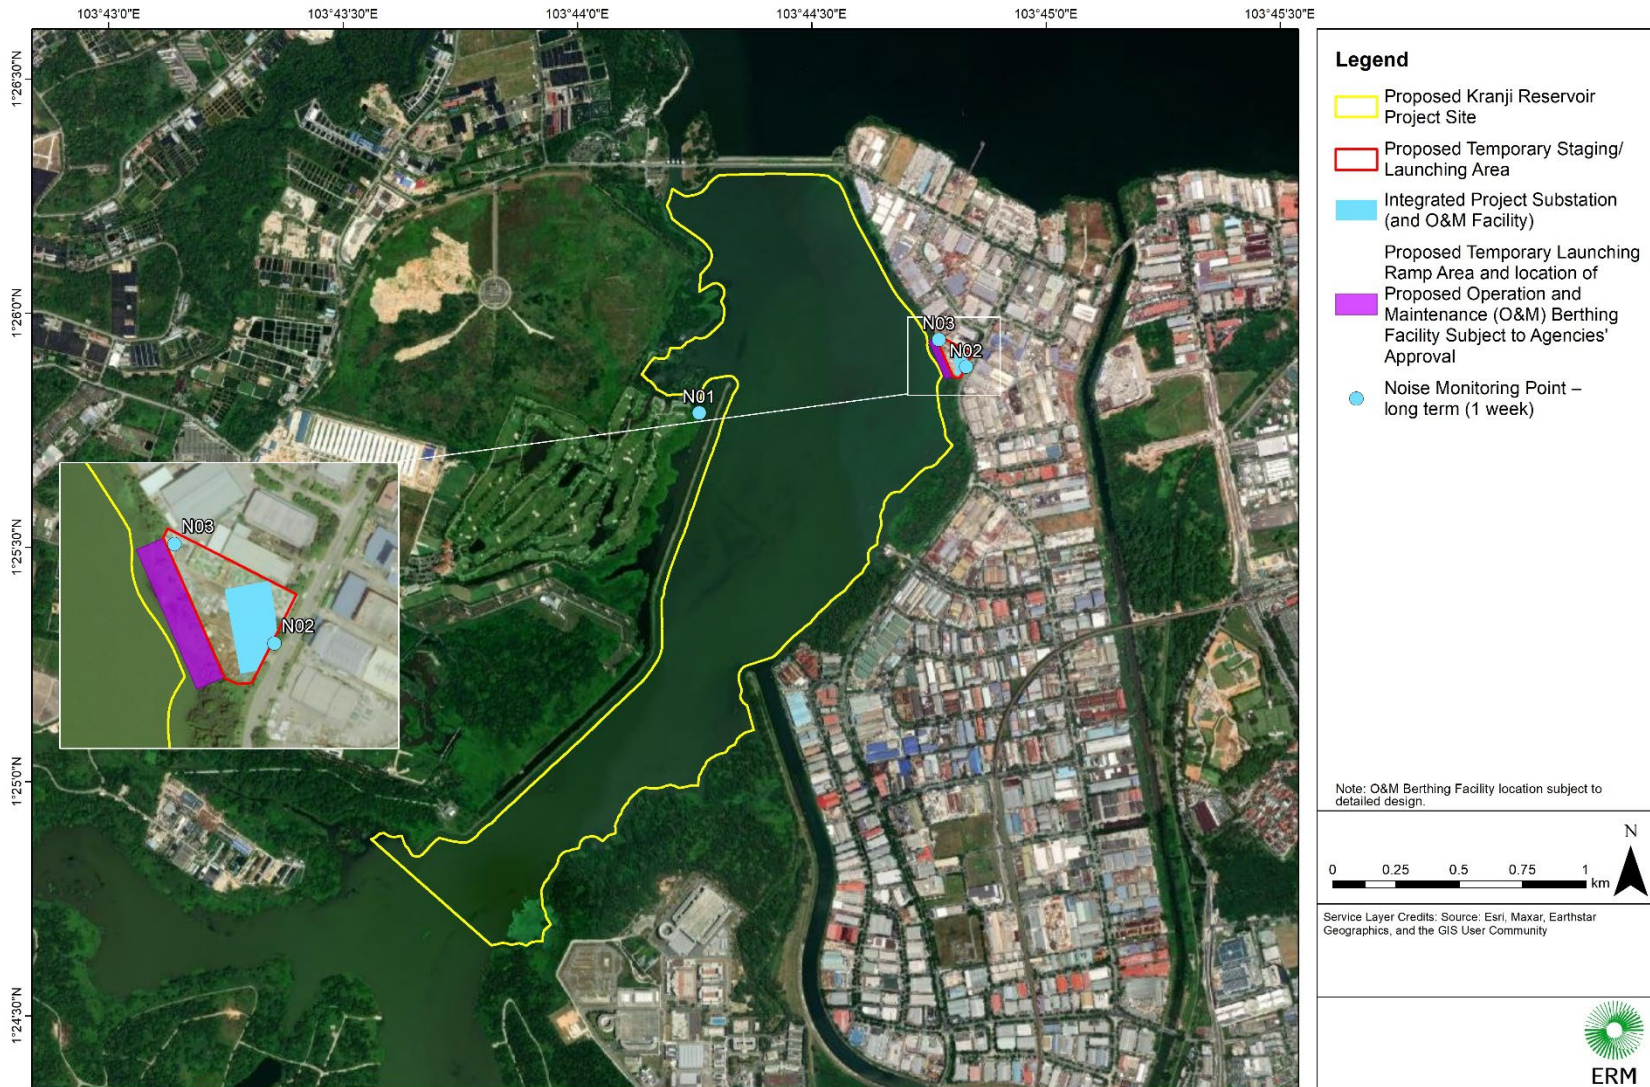 103°43'0"E
103°43'30"E
103°44'0"E
103°44'30"E
103°45'0"E
103°45'30"E
1°26'30"N
1°26'0"N
1°25'30"N
1°25'0"N
1°24'30"N
N03
N02
N01
N03
N02
Legend
Proposed Kranji Reservoir
Project Site
Proposed Temporary Staging/
Launching Area
Integrated Project Substation
(and O&M Facility)
Proposed Temporary Launching
Ramp Area and location of
Proposed Operation and
Maintenance (O&M) Berthing
Facility Subject to Agencies'
Approval
Noise Monitoring Point –
long term (1 week)
Note: O&M Berthing Facility location subject to
detailed design.
N
0 0.25 0.5 0.75 1
km
Service Layer Credits: Source: Esri, Maxar, Earthstar
Geographics, and the GIS User Community
ERM